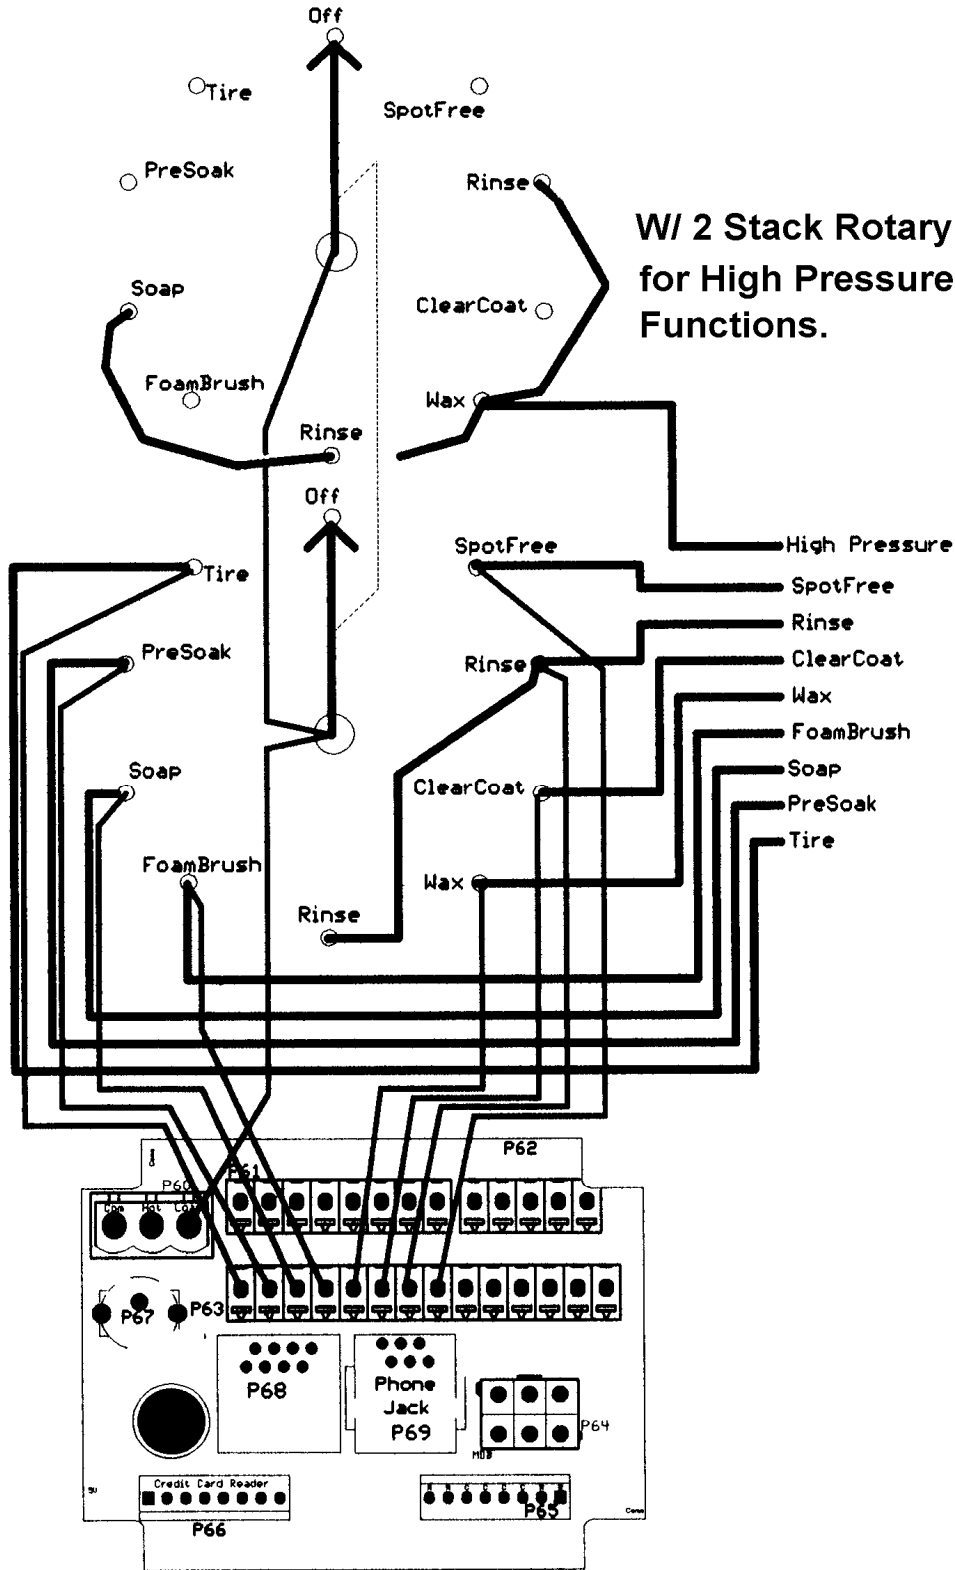 Off
Tire
SpotFree
PreSoak
Rinse
W/ 2 Stack Rotary
for High Pressure
Functions.
Soap
ClearCoat
FoamBrush
Wax
Rinse
Off
High Pressure
SpotFree
Tire
SpotFree
Rinse
PreSoak
Rinse
ClearCoat
Wax
FoamBrush
Soap
Soap
ClearCoat
PreSoak
Tire
FoamBrush
Wax
Rinse
P62
P61
P60
Com Hot
P63
P67
P68
Phone
Jack
P69
P64
Credit Card Reader
P65
P66